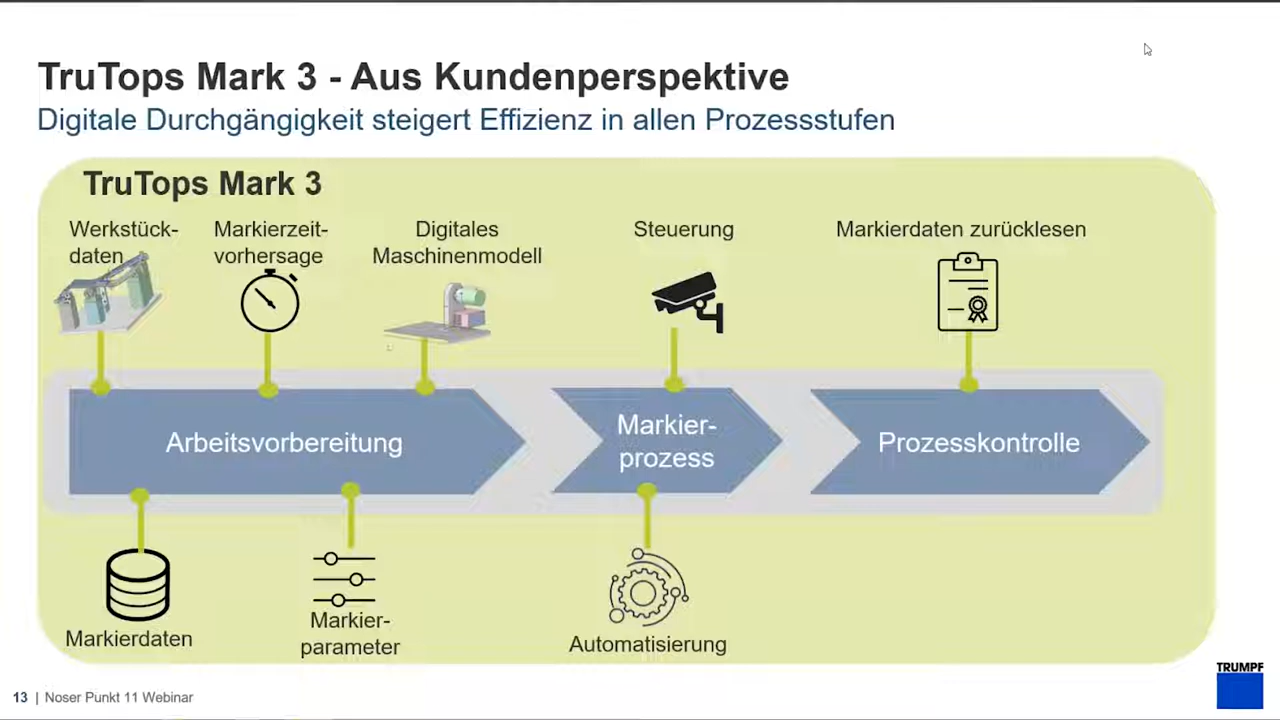 TruTops Mark 3 - Aus Kundenperspektive
Digitale Durchgängigkeit steigert Effizienz in allen Prozessstufen
TruTops Mark 3
Werkstück-
daten
Markierzeit-
vorhersage
Digitales
Maschinenmodell
Steuerung
Markierdaten zurücklesen
Arbeitsvorbereitung
Markier-
prozess
Prozesskontrolle
Markierdaten
Markier-
parameter
Automatisierung
13 | Noser Punkt 11 Webinar
TRUMPF